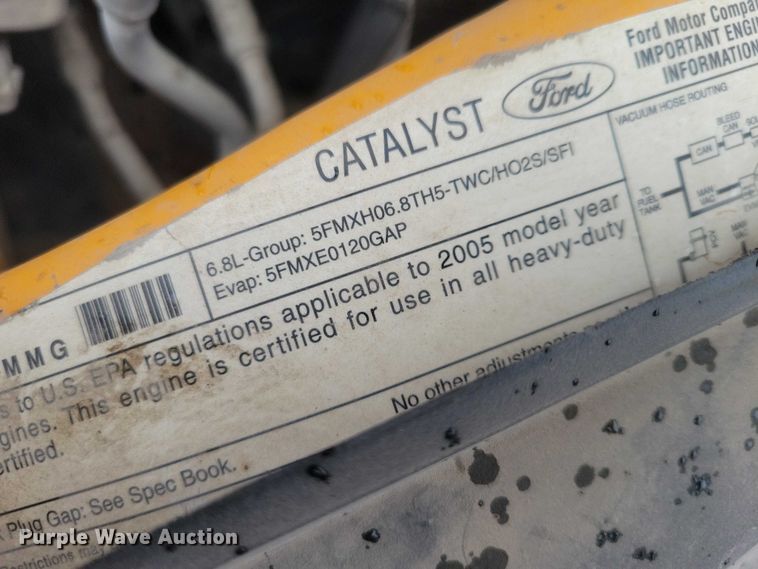 Ford Motor Compa
IMPORTANT ENGI
INFORMATION
CATALYST
Ford
VACUUM HOSE ROUTING
BLEED
CAN
CAN
TO
FUEL
TANK
MAN
VAC
6.8L-Group: 5FMXH06.8TH5-TWC/HO2S/SFI
Evap: 5FMXE0120GAP
MMG
s to U.S. EPA regulations applicable to 2005 model year
gines. This engine is certified for use in all heavy-duty
ertified.
No other adjustments
Plug Gap: See Spec Book.
Restrictions may
Purple Wave Auction